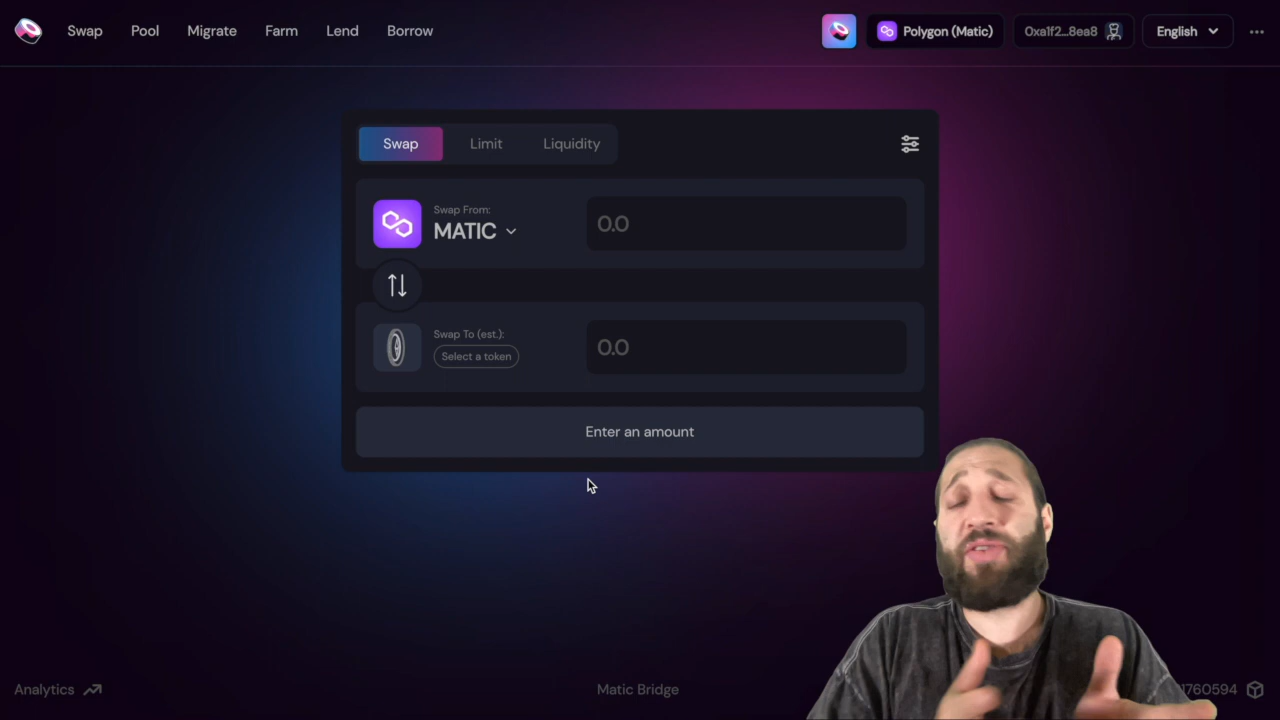 Swap Pool Migrate Farm Lend Borrow Polygon (Matic) 0xa1f2...8ea8 English
Swap Limit Liquidity
Swap From:
MATIC
0.0
Swap To (est.):
Select a token
0.0
Enter an amount
Analytics Matic Bridge 1760594